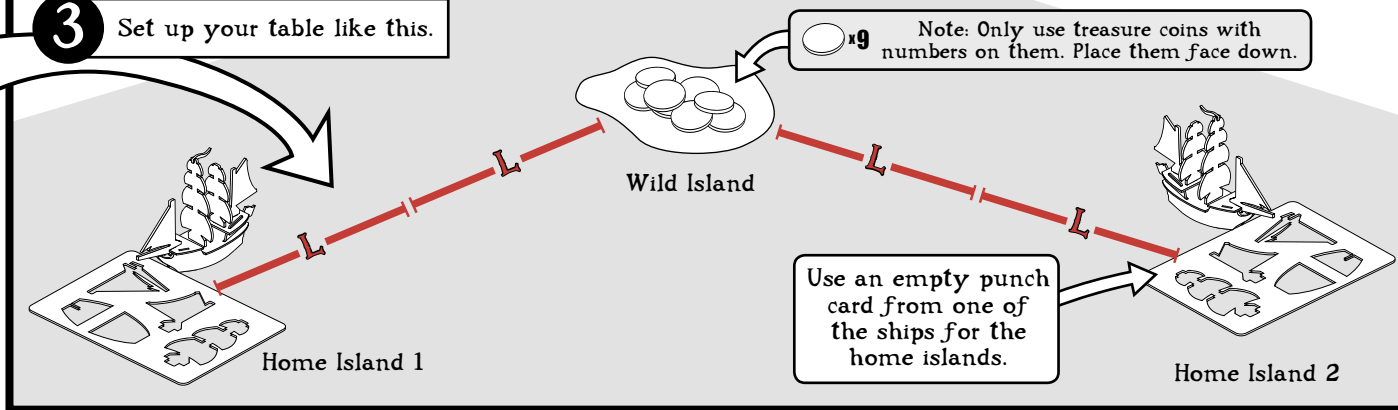 3 Set up your table like this.
x9
Note: Only use treasure coins with
numbers on them. Place them face down.
L
L
L
L
Wild Island
Use an empty punch
card from one of
the ships for the
home islands.
Home Island 1
Home Island 2